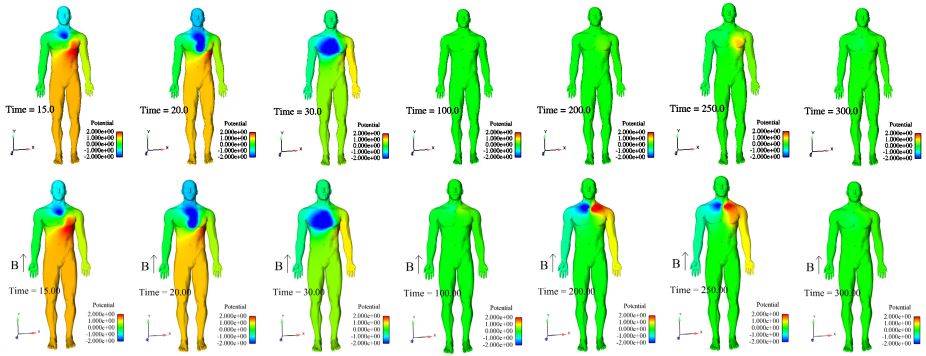 Time = 15.0
Potential
2.000e+00
1.000e+00
0.000e+00
-1.000e+00
-2.000e+00
Time = 20.0
Potential
2.000e+00
1.000e+00
0.000e+00
-1.000e+00
-2.000e+00
Time = 30.0
Potential
2.000e+00
1.000e+00
0.000e+00
-1.000e+00
-2.000e+00
Time = 100.0
Potential
2.000e+00
1.000e+00
0.000e+00
-1.000e+00
-2.000e+00
Time = 200.0
Potential
2.000e+00
1.000e+00
0.000e+00
-1.000e+00
-2.000e+00
Time = 250.0
Potential
2.000e+00
1.000e+00
0.000e+00
-1.000e+00
-2.000e+00
Time = 300.0
Potential
2.000e+00
1.000e+00
0.000e+00
-1.000e+00
-2.000e+00
B
Time = 15.00
Potential
2.000e+00
1.000e+00
0.000e+00
-1.000e+00
-2.000e+00
B
Time = 20.00
Potential
2.000e+00
1.000e+00
0.000e+00
-1.000e+00
-2.000e+00
B
Time = 30.00
Potential
2.000e+00
1.000e+00
0.000e+00
-1.000e+00
-2.000e+00
B
Time = 100.00
Potential
2.000e+00
1.000e+00
0.000e+00
-1.000e+00
-2.000e+00
B
Time = 200.00
Potential
2.000e+00
1.000e+00
0.000e+00
-1.000e+00
-2.000e+00
B
Time = 250.00
Potential
2.000e+00
1.000e+00
0.000e+00
-1.000e+00
-2.000e+00
B
Time = 300.00
Potential
2.000e+00
1.000e+00
0.000e+00
-1.000e+00
-2.000e+00